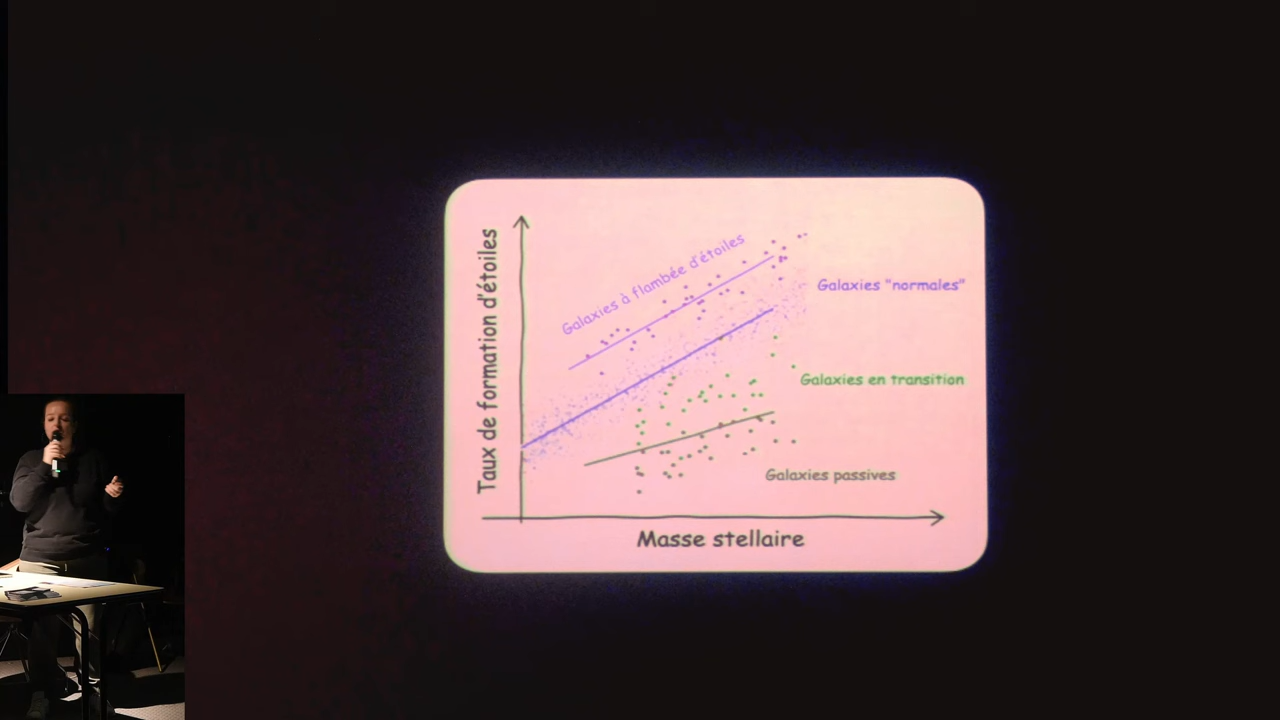 Taux de formation d'étoiles
Galaxies à flambée d'étoiles
Galaxies "normales"
Galaxies en transition
Galaxies passives
Masse stellaire